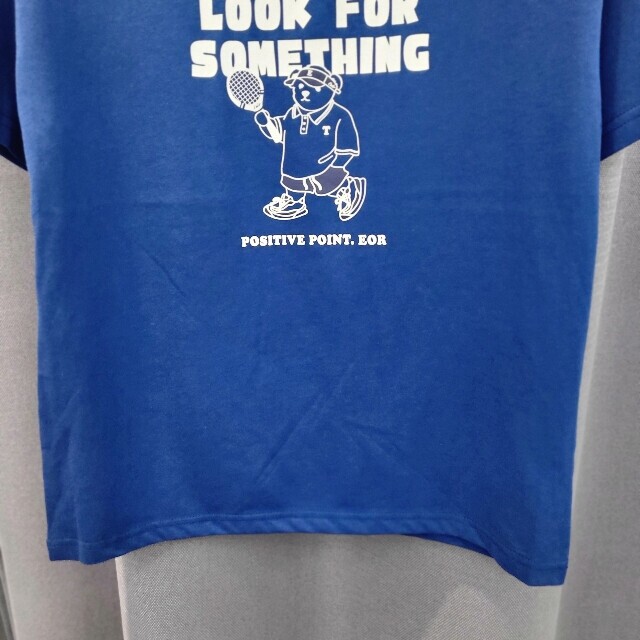 LOOK FOR
SOMETHING
T
POSITIVE POINT. EOR